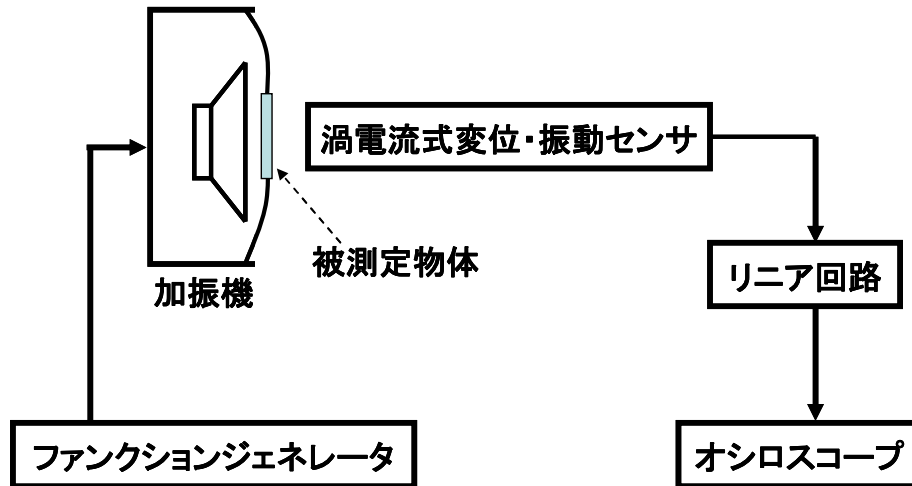 渦電流式変位・振動センサ
被測定物体
加振機
リニア回路
ファンクションジェネレータ
オシロスコープ